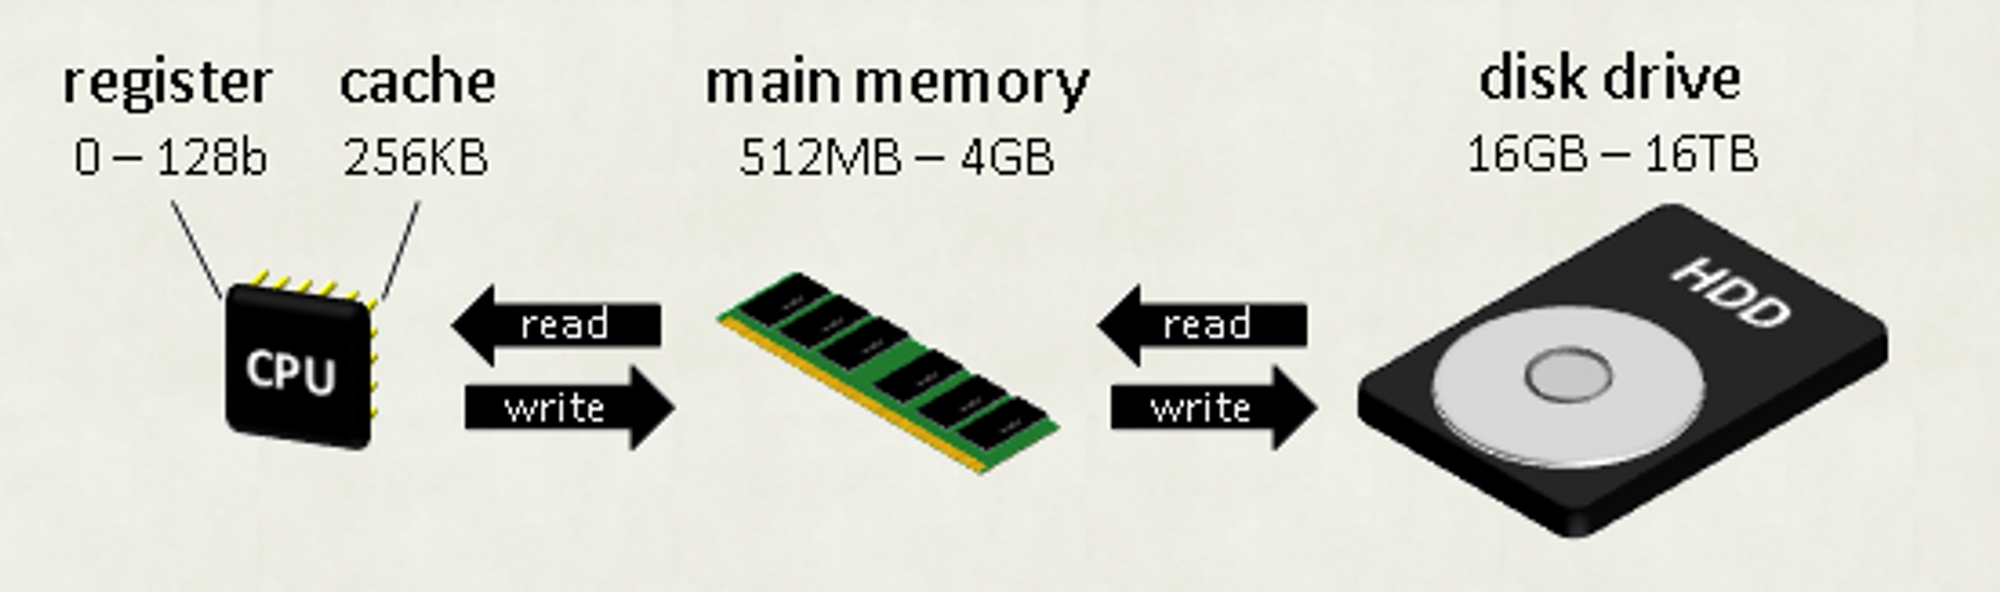 register
0 – 128b
cache
256KB
main memory
512MB – 4GB
disk drive
16GB – 16TB
CPU
read
write
read
write
HDD